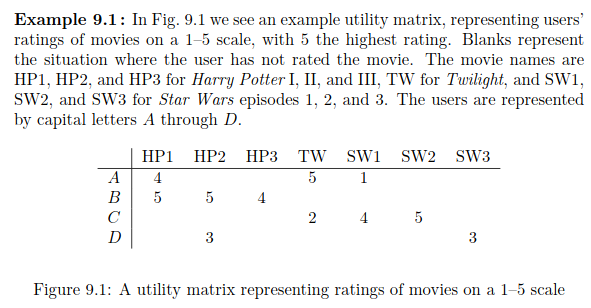 Example 9.1: In Fig. 9.1 we see an example utility matrix, representing users'
ratings of movies on a 1–5 scale, with 5 the highest rating. Blanks represent
the situation where the user has not rated the movie. The movie names are
HP1, HP2, and HP3 for Harry Potter I, II, and III, TW for Twilight, and SW1,
SW2, and SW3 for Star Wars episodes 1, 2, and 3. The users are represented
by capital letters A through D.
HP1 HP2 HP3 TW SW1 SW2 SW3
A 4 5 1
B 5 5 4
C 2 4 5
D 3 3
Figure 9.1: A utility matrix representing ratings of movies on a 1–5 scale